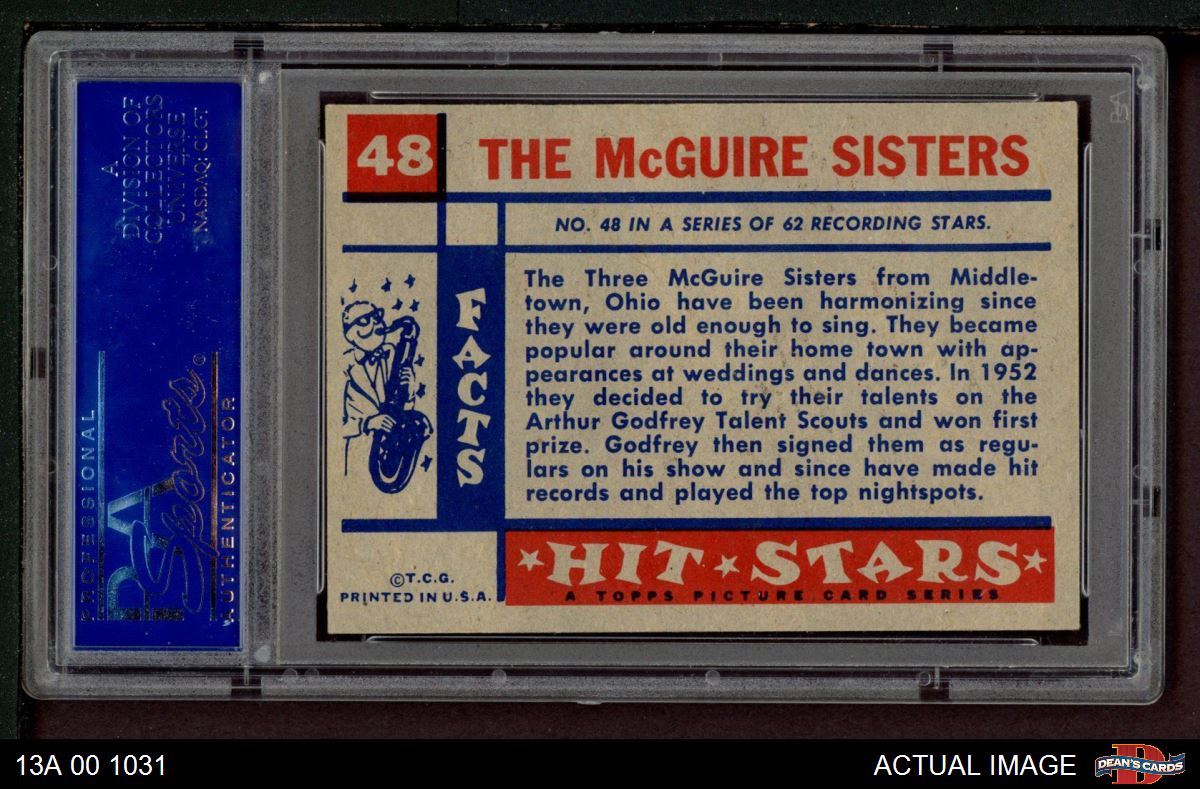 48
THE McGUIRE SISTERS
NO. 48 IN A SERIES OF 62 RECORDING STARS.
FACTS
The Three McGuire Sisters from Middle-
town, Ohio have been harmonizing since
they were old enough to sing. They became
popular around their home town with ap-
pearances at weddings and dances. In 1952
they decided to try their talents on the
Arthur Godfrey Talent Scouts and won first
prize. Godfrey then signed them as regu-
lars on his show and since have made hit
records and played the top nightspots.
©T.C.G.
PRINTED IN U.S.A.
HIT STARS
A TOPPS PICTURE CARD SERIES
A
DIVISION OF
COLLECTORS
UNIVERSE
NASDAQ: CLCT
PROFESSIONAL
PSA
Sports
AUTHENTICATOR
PSA
13A 00 1031
ACTUAL IMAGE
D
DEAN'S CARDS